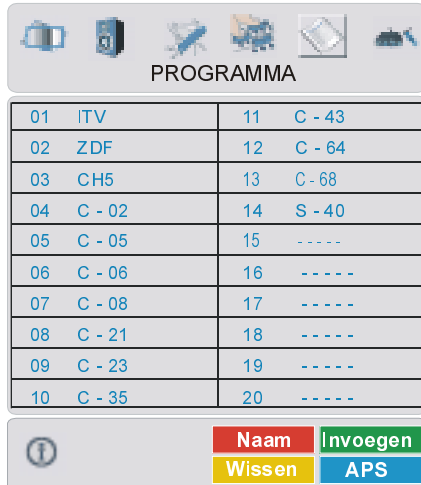 PROGRAMMA
01 ITV 11 C - 43
02 ZDF 12 C - 64
03 CH5 13 C - 68
04 C - 02 14 S - 40
05 C - 05 15 - - - - -
06 C - 06 16 - - - - -
07 C - 08 17 - - - - -
08 C - 21 18 - - - - -
09 C - 23 19 - - - - -
10 C - 35 20 - - - - -
Naam Invoegen
Wissen APS